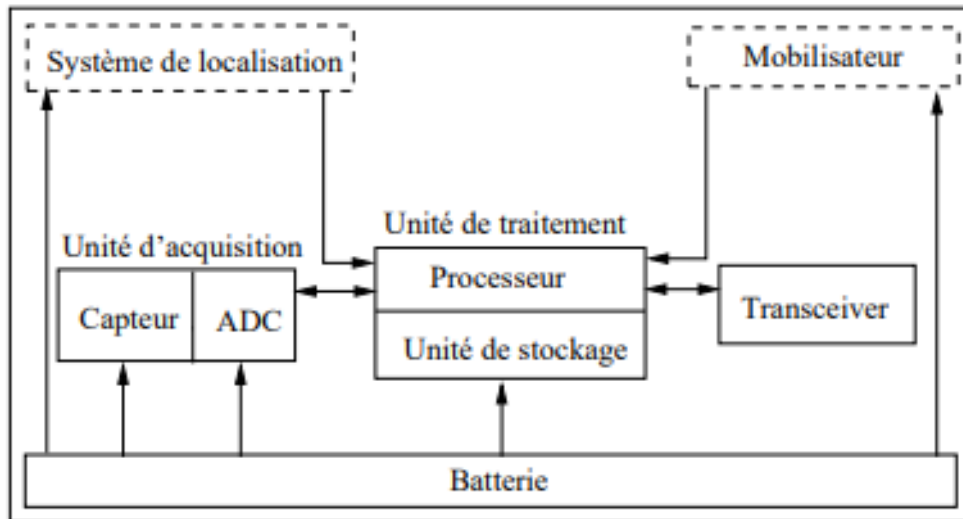 Système de localisation
Mobilisateur
Unité de traitement
Unité d'acquisition
Processeur
Capteur
ADC
Transceiver
Unité de stockage
Batterie